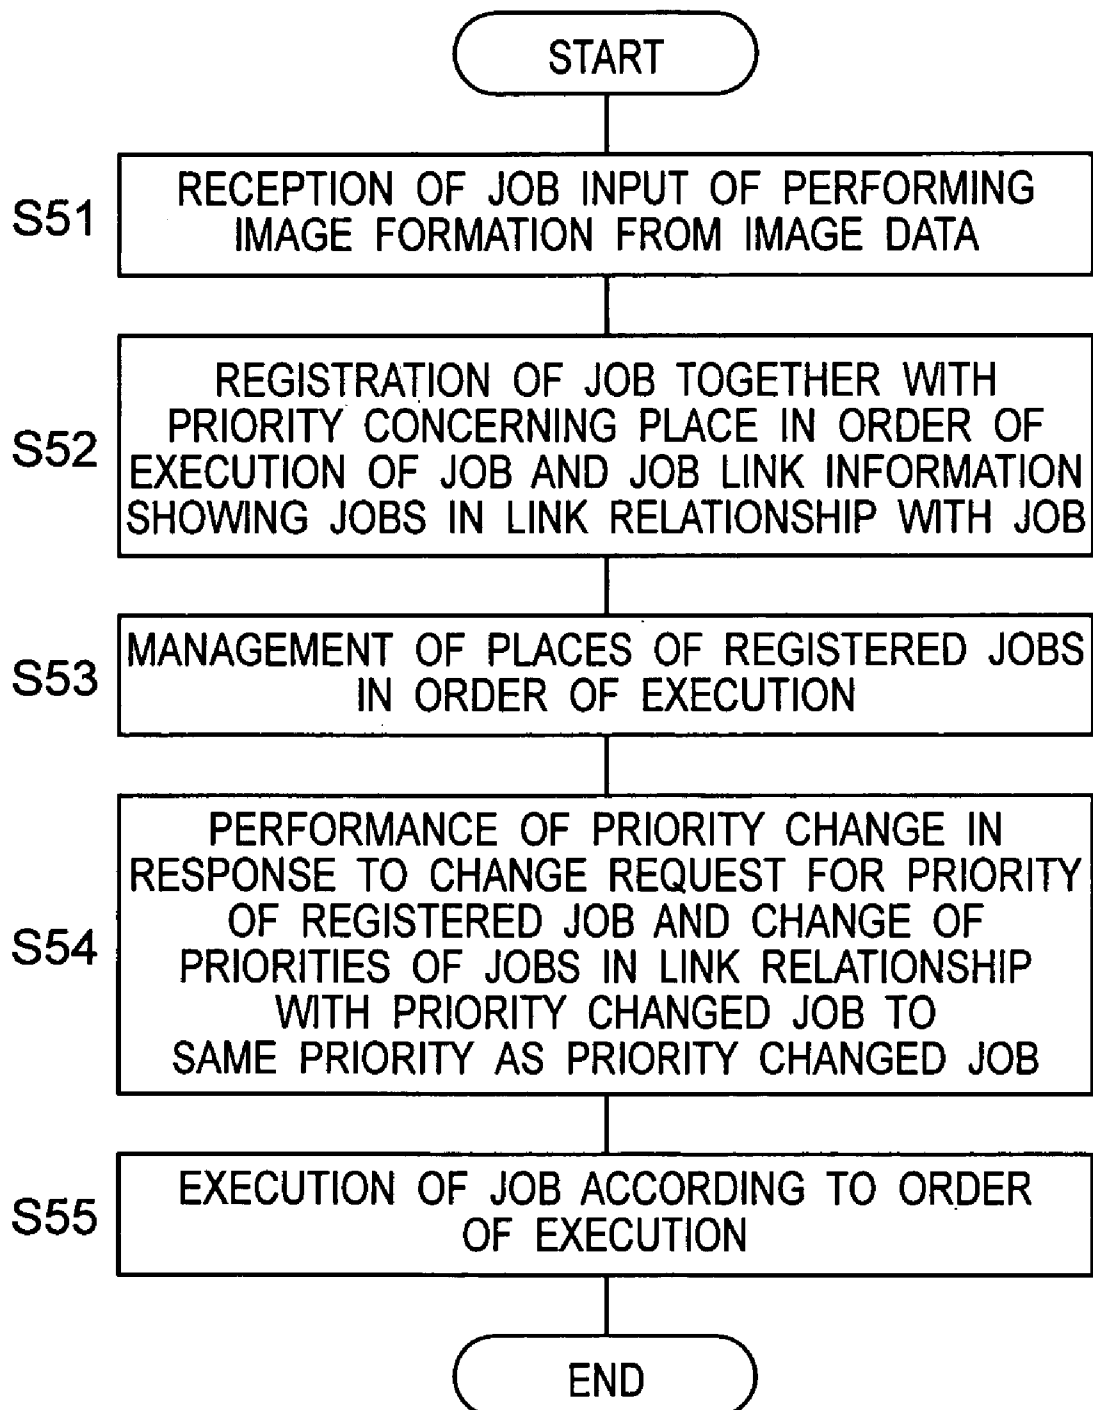 START
S51
RECEPTION OF JOB INPUT OF PERFORMING
IMAGE FORMATION FROM IMAGE DATA
S52
REGISTRATION OF JOB TOGETHER WITH
PRIORITY CONCERNING PLACE IN ORDER OF
EXECUTION OF JOB AND JOB LINK INFORMATION
SHOWING JOBS IN LINK RELATIONSHIP WITH JOB
S53
MANAGEMENT OF PLACES OF REGISTERED JOBS
IN ORDER OF EXECUTION
S54
PERFORMANCE OF PRIORITY CHANGE IN
RESPONSE TO CHANGE REQUEST FOR PRIORITY
OF REGISTERED JOB AND CHANGE OF
PRIORITIES OF JOBS IN LINK RELATIONSHIP
WITH PRIORITY CHANGED JOB TO
SAME PRIORITY AS PRIORITY CHANGED JOB
S55
EXECUTION OF JOB ACCORDING TO ORDER
OF EXECUTION
END